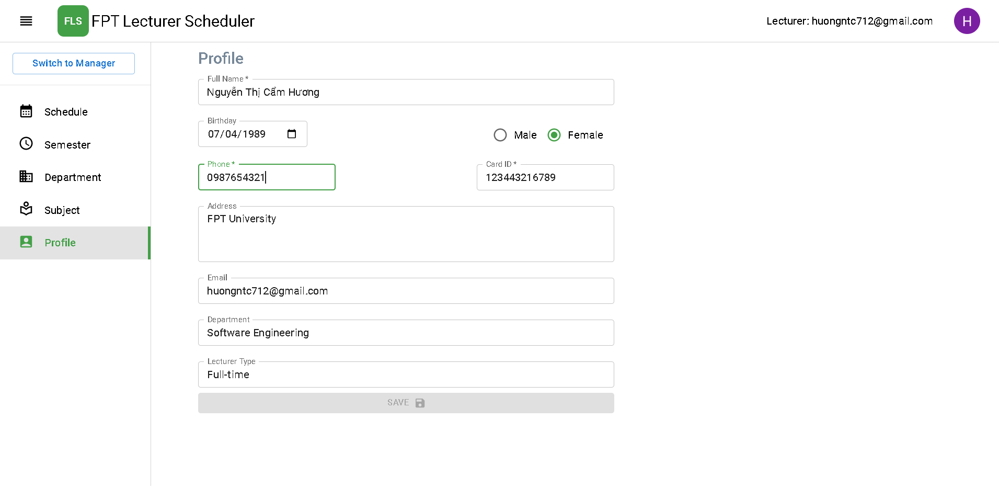 FLS FPT Lecturer Scheduler
Lecturer: huongntc712@gmail.com
H
Switch to Manager
Schedule
Semester
Department
Subject
Profile
Profile
Full Name *
Nguyễn Thị Cẩm Hương
Birthday
07/04/1989
Male Female
Phone *
0987654321
Card ID *
123443216789
Address
FPT University
Email
huongntc712@gmail.com
Department
Software Engineering
Lecturer Type
Full-time
SAVE